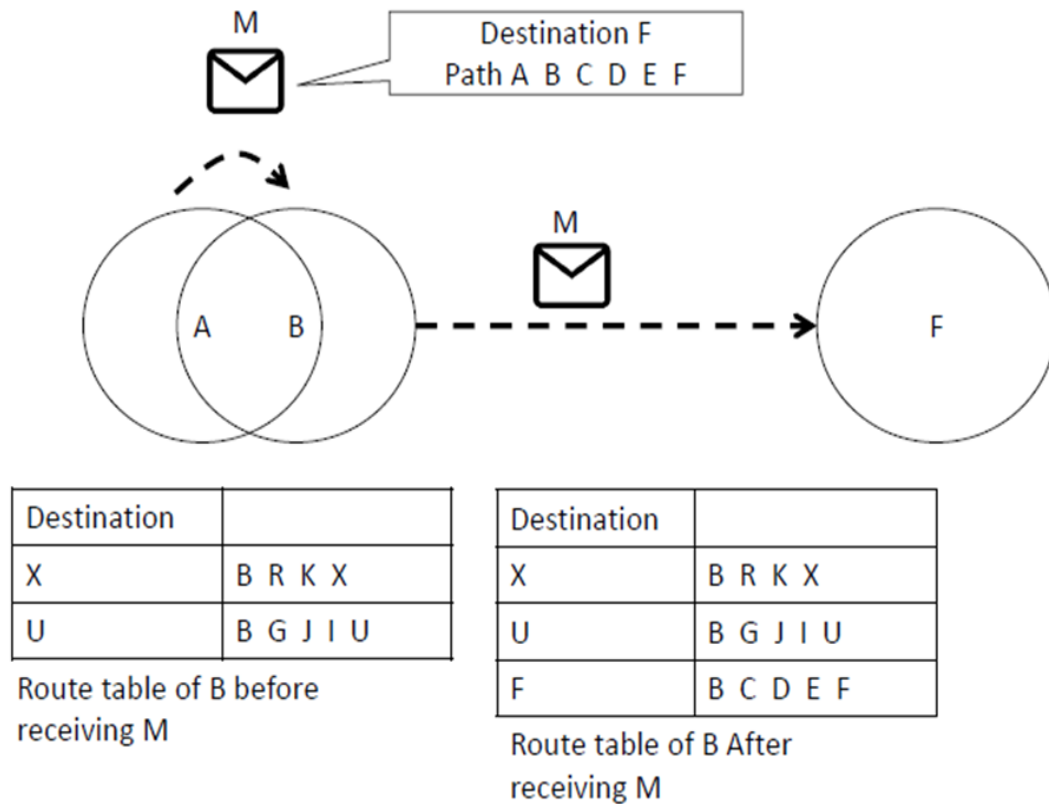 M
Destination F
Path A B C D E F
M
A B F
Destination
X B R K X
U B G J I U
Route table of B before
receiving M
Destination
X B R K X
U B G J I U
F B C D E F
Route table of B After
receiving M